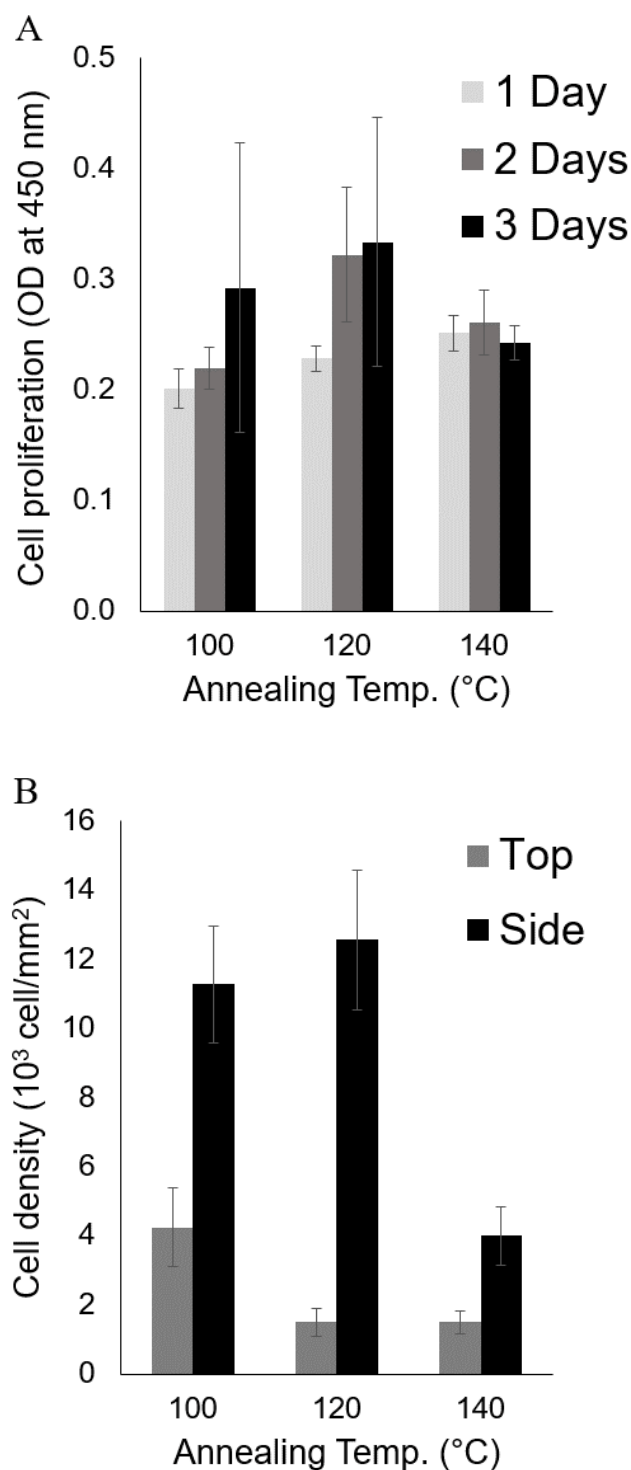 A
Cell proliferation (OD at 450 nm)
0.5
0.4
0.3
0.2
0.1
0.0
1 Day
2 Days
3 Days
100 120 140
Annealing Temp. (°C)
B
Cell density (10³ cell/mm²)
16
14
12
10
8
6
4
2
0
Top
Side
100 120 140
Annealing Temp. (°C)